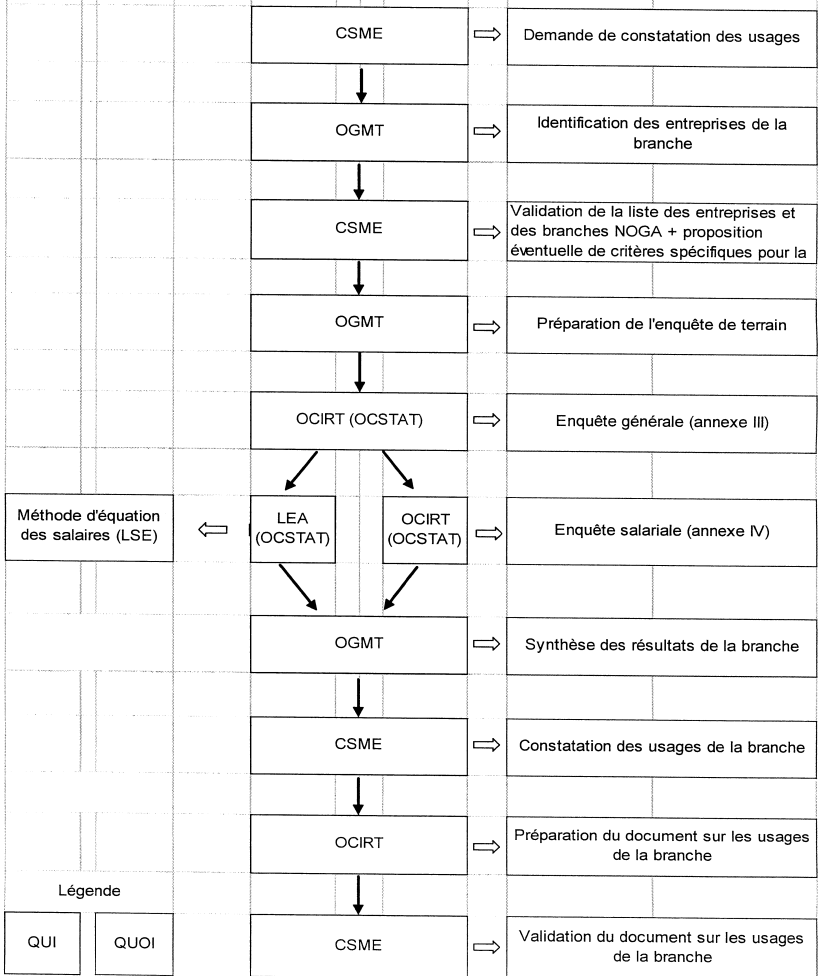 CSME
Demande de constatation des usages
OGMT
Identification des entreprises de la
branche
CSME
Validation de la liste des entreprises et
des branches NOGA + proposition
éventuelle de critères spécifiques pour la
OGMT
Préparation de l'enquête de terrain
OCIRT (OCSTAT)
Enquête générale (annexe III)
Méthode d'équation
des salaires (LSE)
LEA
(OCSTAT)
OCIRT
(OCSTAT)
Enquête salariale (annexe IV)
OGMT
Synthèse des résultats de la branche
CSME
Constatation des usages de la branche
OCIRT
Préparation du document sur les usages
de la branche
Légende
QUI
QUOI
CSME
Validation du document sur les usages
de la branche